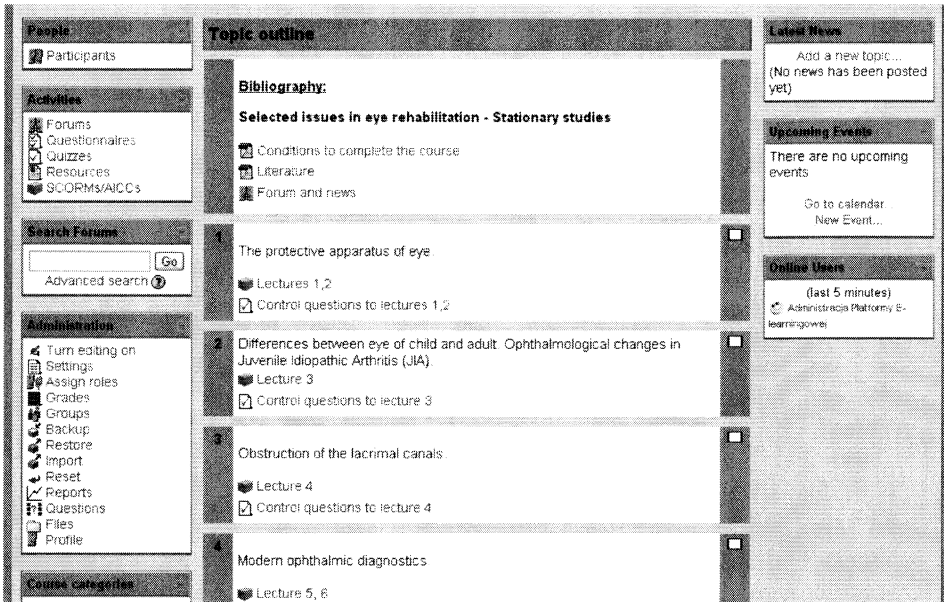 People
Participants
Activities
Forums
Questionnaires
Quizzes
Resources
SCORMs/AICCs
Search Forums
Go
Advanced search ?
Administration
Turn editing on
Settings
Assign roles
Grades
Groups
Backup
Restore
Import
Reset
Reports
Questions
Files
Profile
Course categories
Topic outline
Bibliography:
Selected issues in eye rehabilitation - Stationary studies
Conditions to complete the course
Literature
Forum and news
1
The protective apparatus of eye.
Lectures 1,2
Control questions to lectures 1,2
2
Differences between eye of child and adult. Ophthalmological changes in
Juvenile Idiopathic Arthritis (JIA).
Lecture 3
Control questions to lecture 3
3
Obstruction of the lacrimal canals.
Lecture 4
Control questions to lecture 4
4
Modern ophthalmic diagnostics
Lecture 5, 6
Latest News
Add a new topic...
(No news has been posted
yet)
Upcoming Events
There are no upcoming
events
Go to calendar...
New Event...
Online Users
(last 5 minutes)
Administracja Platformy E-
learningowej